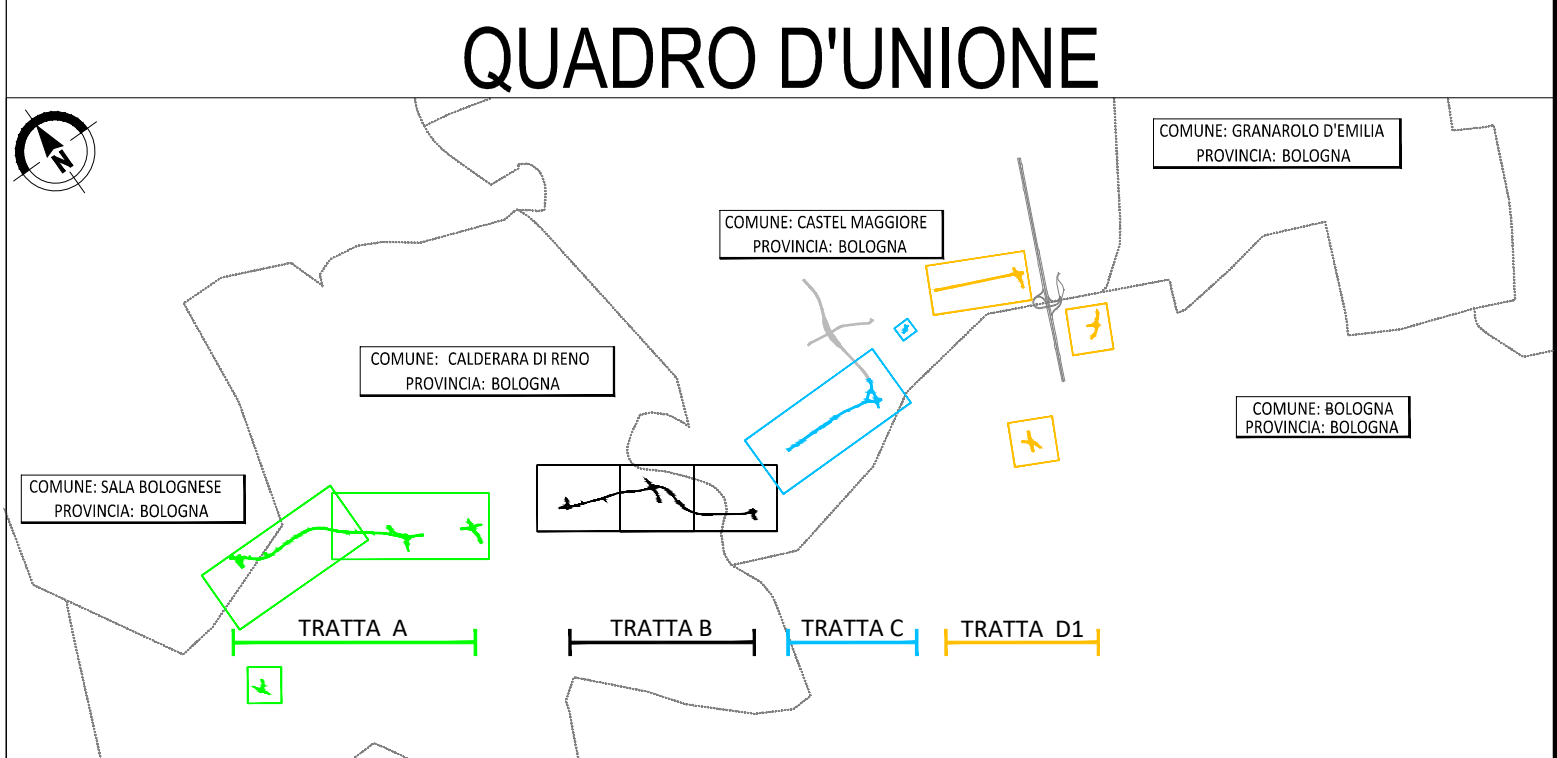 QUADRO D'UNIONE
N
COMUNE: GRANAROLO D'EMILIA
PROVINCIA: BOLOGNA
COMUNE: CASTEL MAGGIORE
PROVINCIA: BOLOGNA
COMUNE: CALDERARA DI RENO
PROVINCIA: BOLOGNA
COMUNE: BOLOGNA
PROVINCIA: BOLOGNA
COMUNE: SALA BOLOGNESE
PROVINCIA: BOLOGNA
TRATTA A
TRATTA B
TRATTA C
TRATTA D1